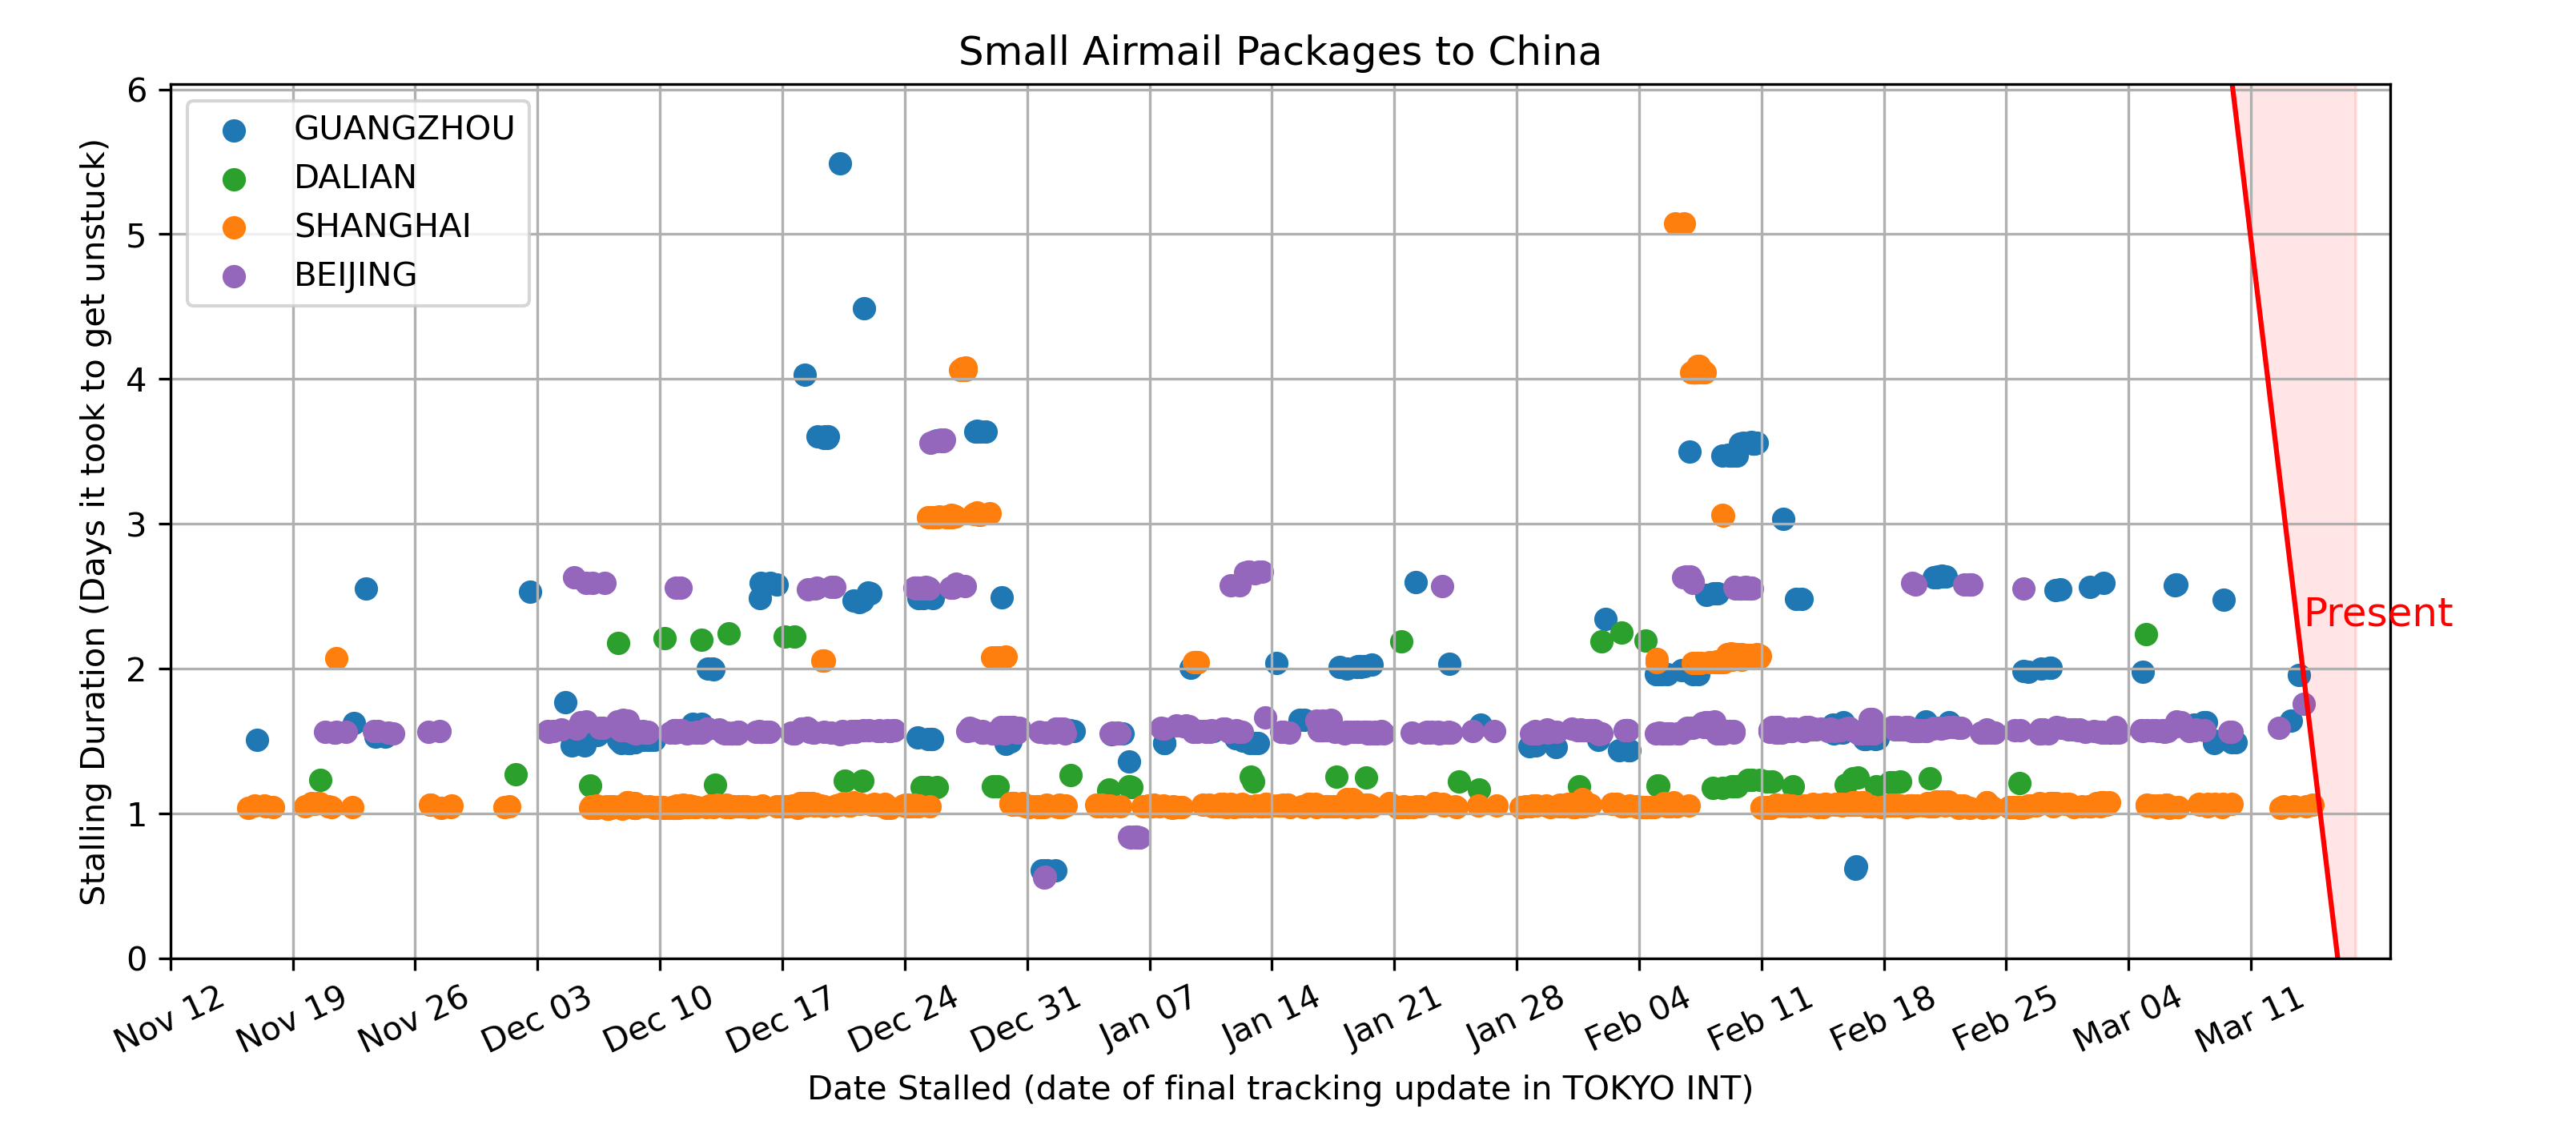 Small Airmail Packages to China
GUANGZHOU
DALIAN
SHANGHAI
BEIJING
Stalling Duration (Days it took to get unstuck)
6
5
4
3
2
1
0
Present
Nov 12
Nov 19
Nov 26
Dec 03
Dec 10
Dec 17
Dec 24
Dec 31
Jan 07
Jan 14
Jan 21
Jan 28
Feb 04
Feb 11
Feb 18
Feb 25
Mar 04
Mar 11
Date Stalled (date of final tracking update in TOKYO INT)